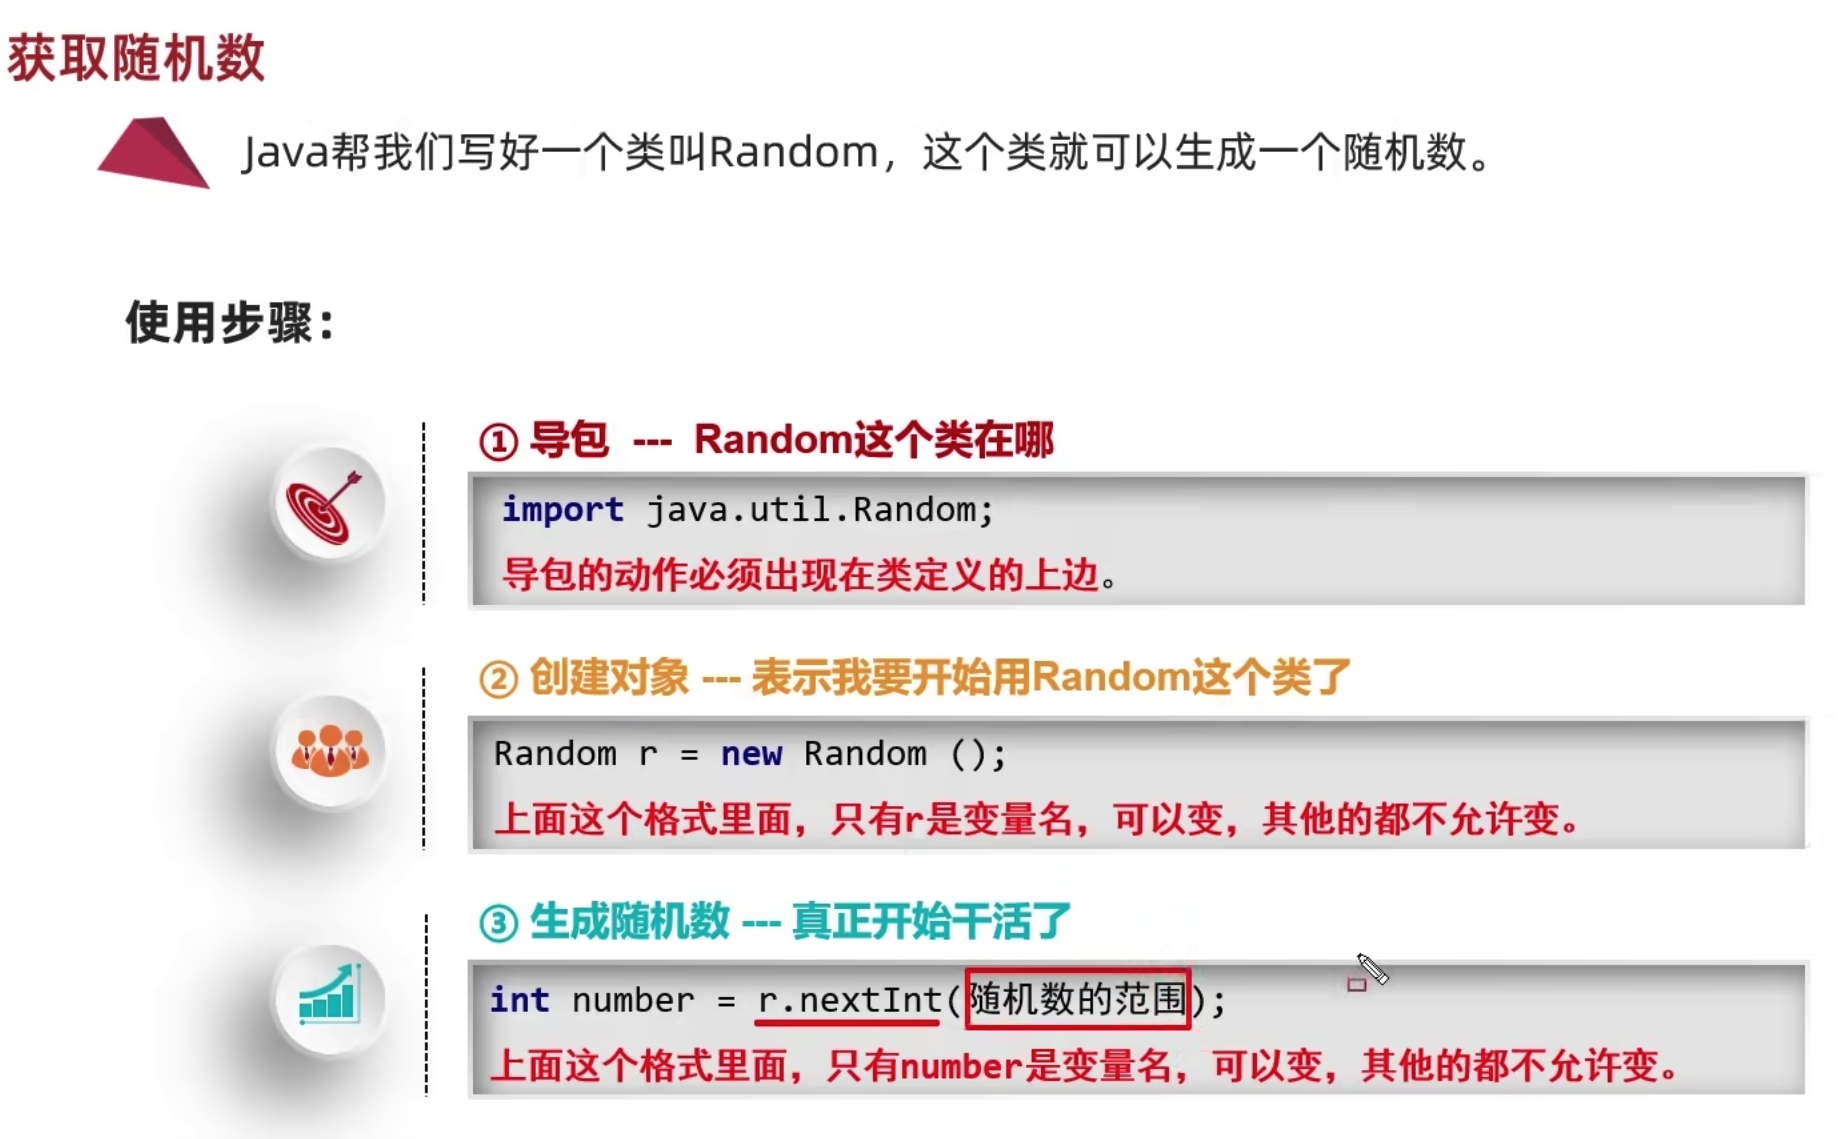 获取随机数
Java帮我们写好一个类叫Random，这个类就可以生成一个随机数。
使用步骤：
① 导包 --- Random这个类在哪
import java.util.Random;
导包的动作必须出现在类定义的上边。
② 创建对象 --- 表示我要开始用Random这个类了
Random r = new Random ();
上面这个格式里面，只有r是变量名，可以变，其他的都不允许变。
③ 生成随机数 --- 真正开始干活了
int number = r.nextInt(随机数的范围);
上面这个格式里面，只有number是变量名，可以变，其他的都不允许变。